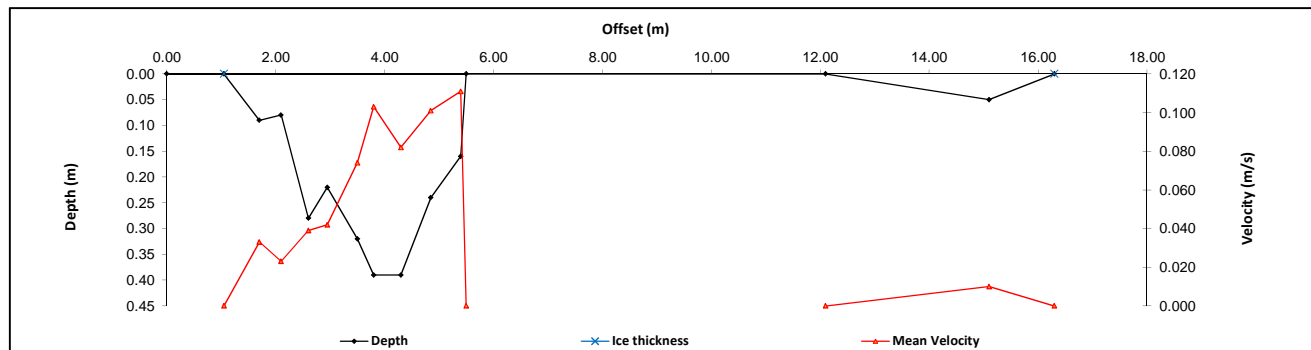 Offset (m)
0.00 2.00 4.00 6.00 8.00 10.00 12.00 14.00 16.00 18.00
0.00 0.120
0.05
0.10 0.100
0.15 0.080
0.20
0.25 0.060
0.30 0.040
0.35
0.40 0.020
0.45 0.000
Depth (m)
Velocity (m/s)
Depth Ice thickness Mean Velocity